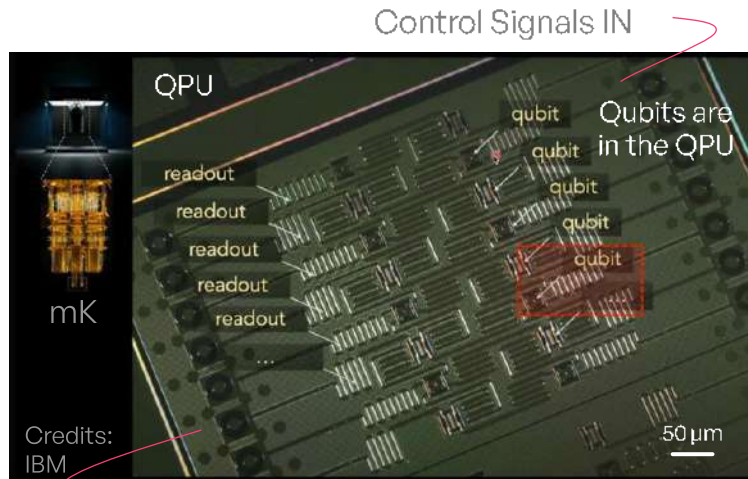 Control Signals IN
QPU
Qubits are
in the QPU
qubit
qubit
qubit
qubit
qubit
readout
readout
readout
readout
readout
...
mK
Credits:
IBM
50 µm